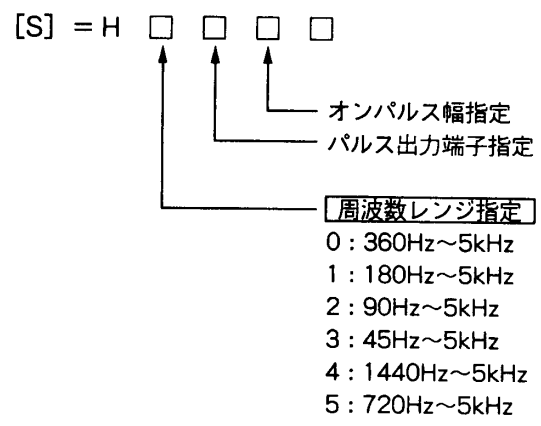 [S] = H □ □ □ □
オンパルス幅指定
パルス出力端子指定
周波数レンジ指定
0：360Hz～5kHz
1：180Hz～5kHz
2：90Hz～5kHz
3：45Hz～5kHz
4：1440Hz～5kHz
5：720Hz～5kHz